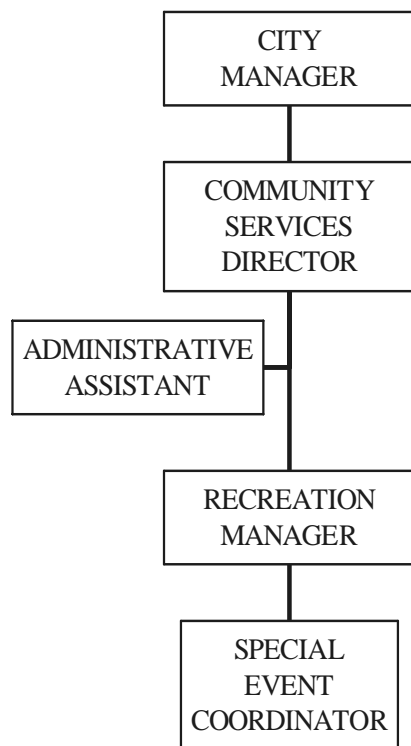 CITY
MANAGER
COMMUNITY
SERVICES
DIRECTOR
ADMINISTRATIVE
ASSISTANT
RECREATION
MANAGER
SPECIAL
EVENT
COORDINATOR